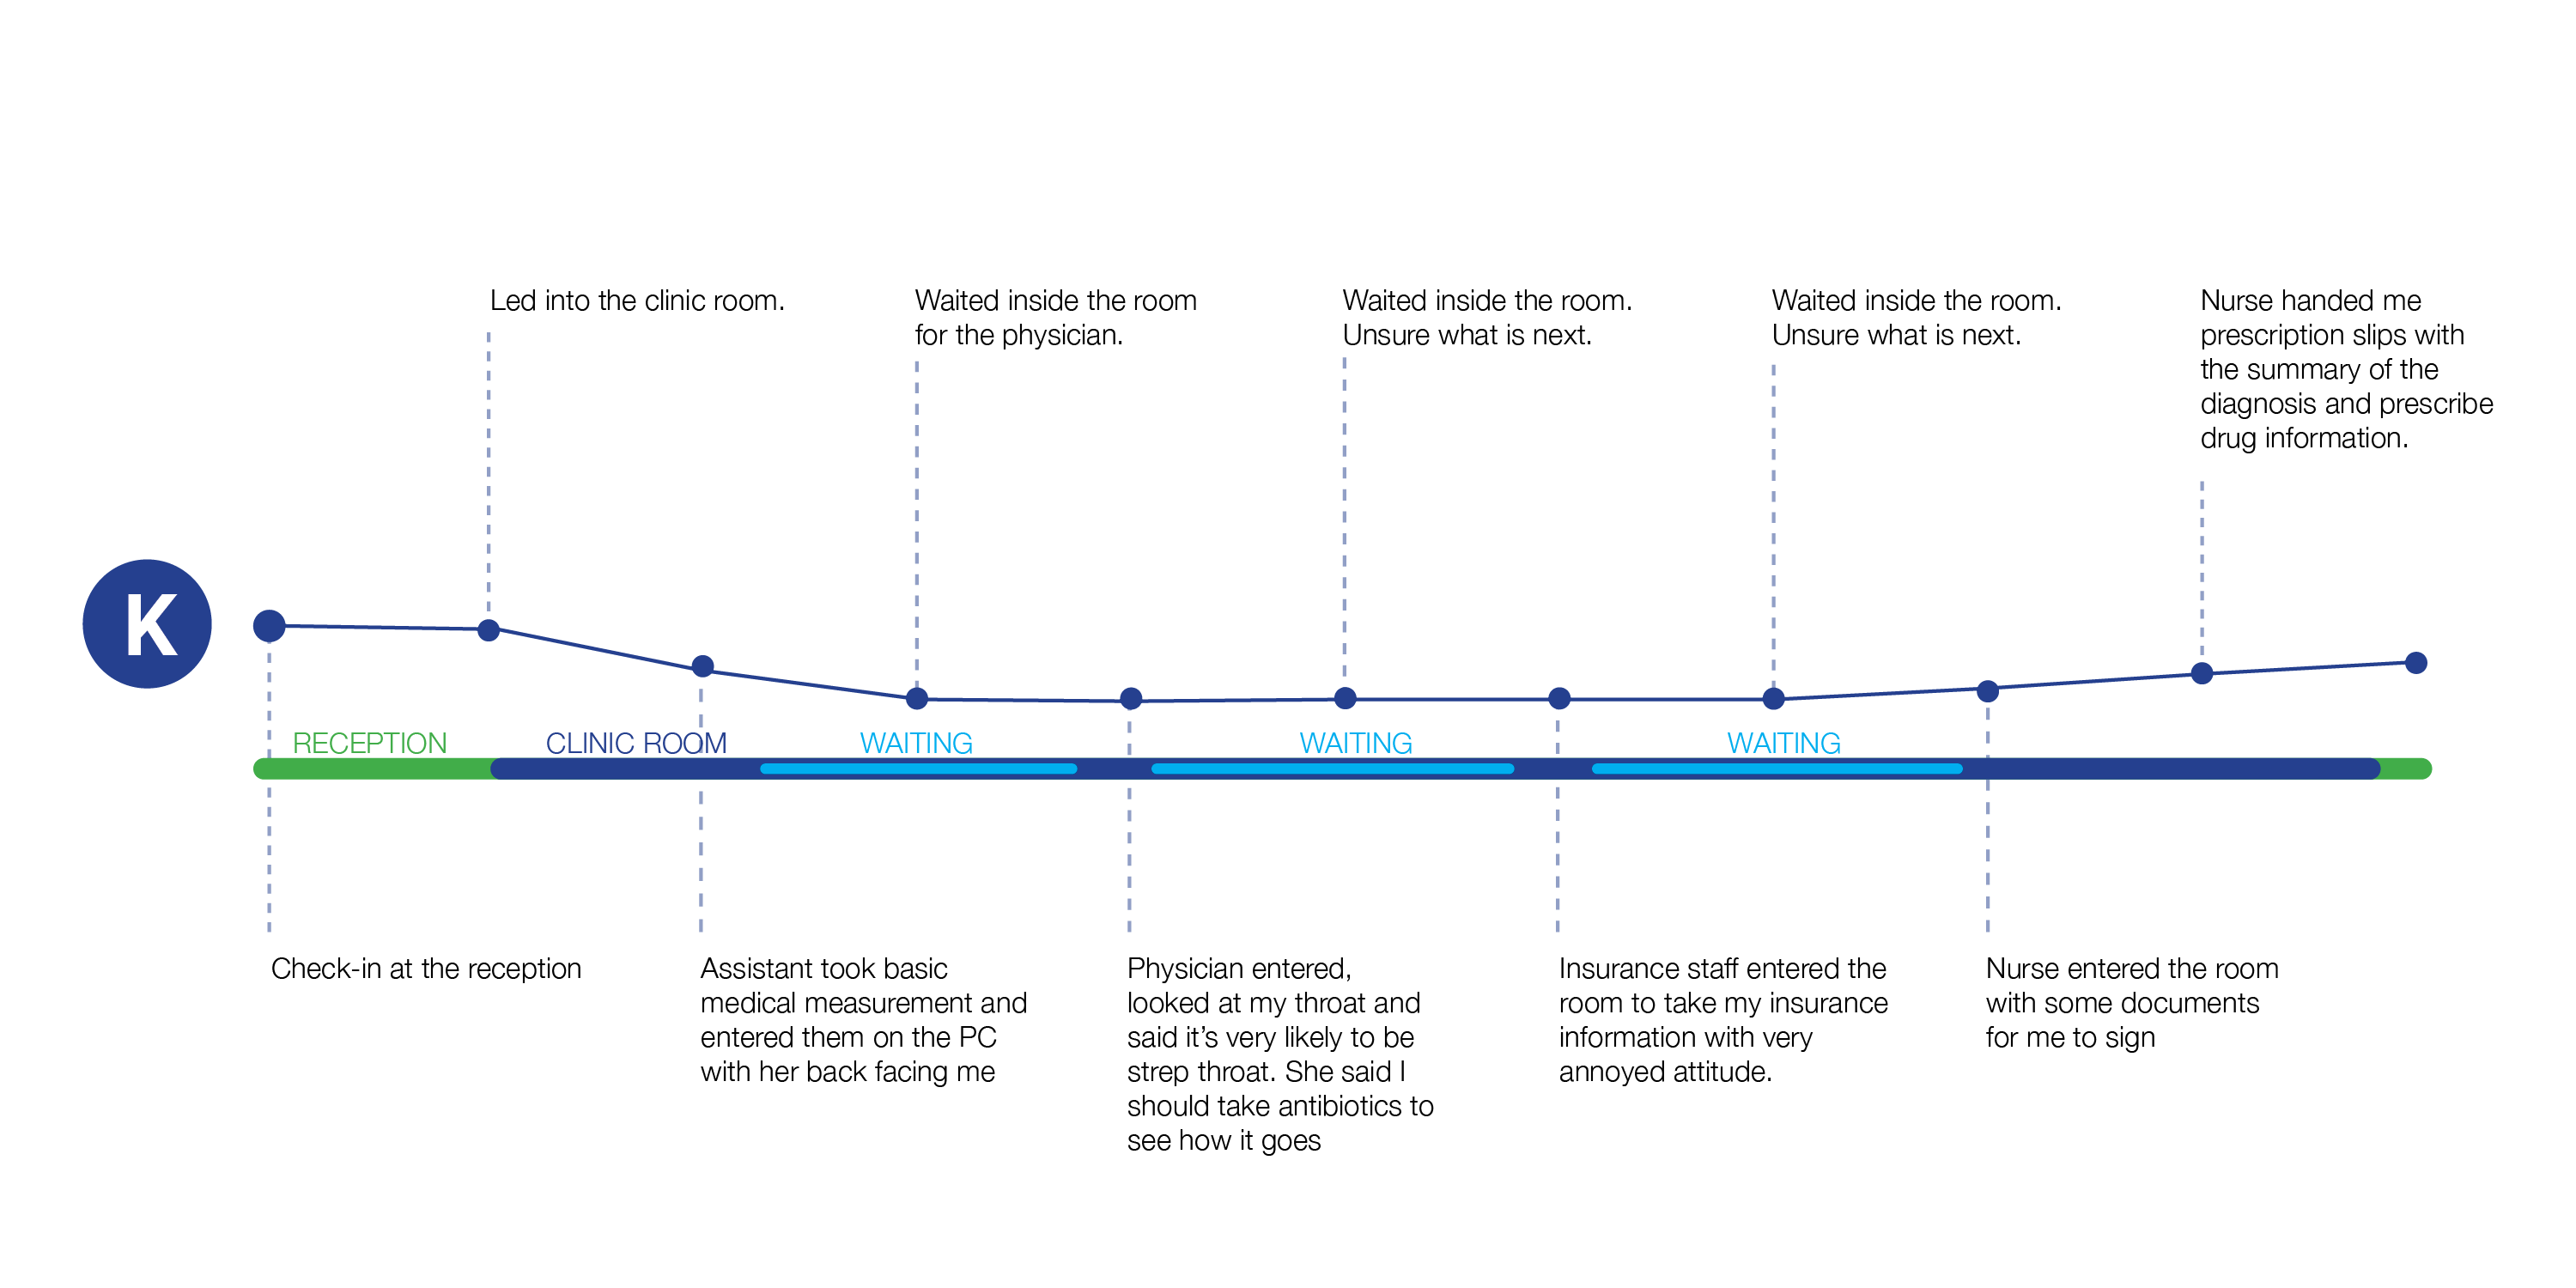 Led into the clinic room.
Waited inside the room
for the physician.
Waited inside the room.
Unsure what is next.
Waited inside the room.
Unsure what is next.
Nurse handed me
prescription slips with
the summary of the
diagnosis and prescribe
drug information.
K
RECEPTION
CLINIC ROOM
WAITING
WAITING
WAITING
Check-in at the reception
Assistant took basic
medical measurement and
entered them on the PC
with her back facing me
Physician entered,
looked at my throat and
said it’s very likely to be
strep throat. She said I
should take antibiotics to
see how it goes
Insurance staff entered the
room to take my insurance
information with very
annoyed attitude.
Nurse entered the room
with some documents
for me to sign